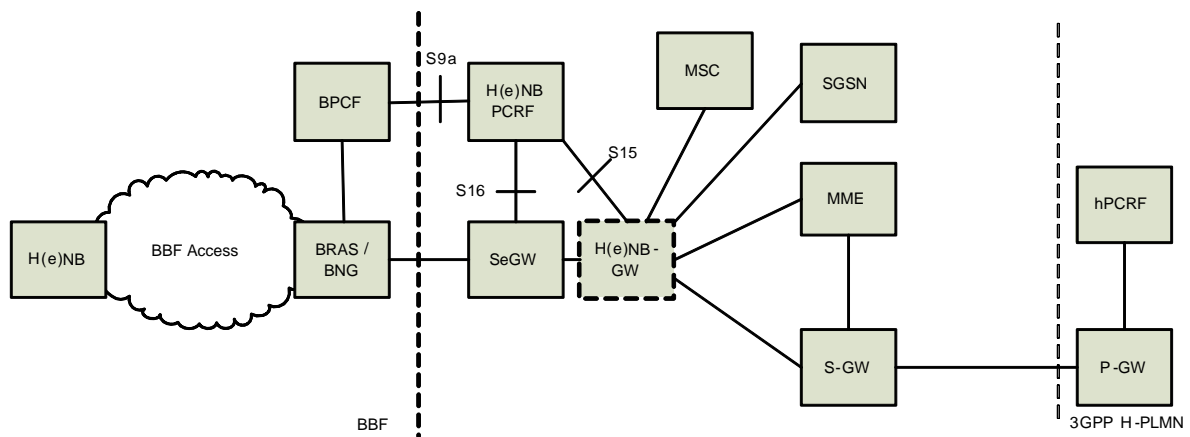 S9a
BPCF
H(e)NB
PCRF
MSC
SGSN
S15
S16
MME
hPCRF
H(e)NB
BBF Access
BRAS /
BNG
SeGW
H(e)NB-
GW
S-GW
P-GW
BBF
3GPP H-PLMN